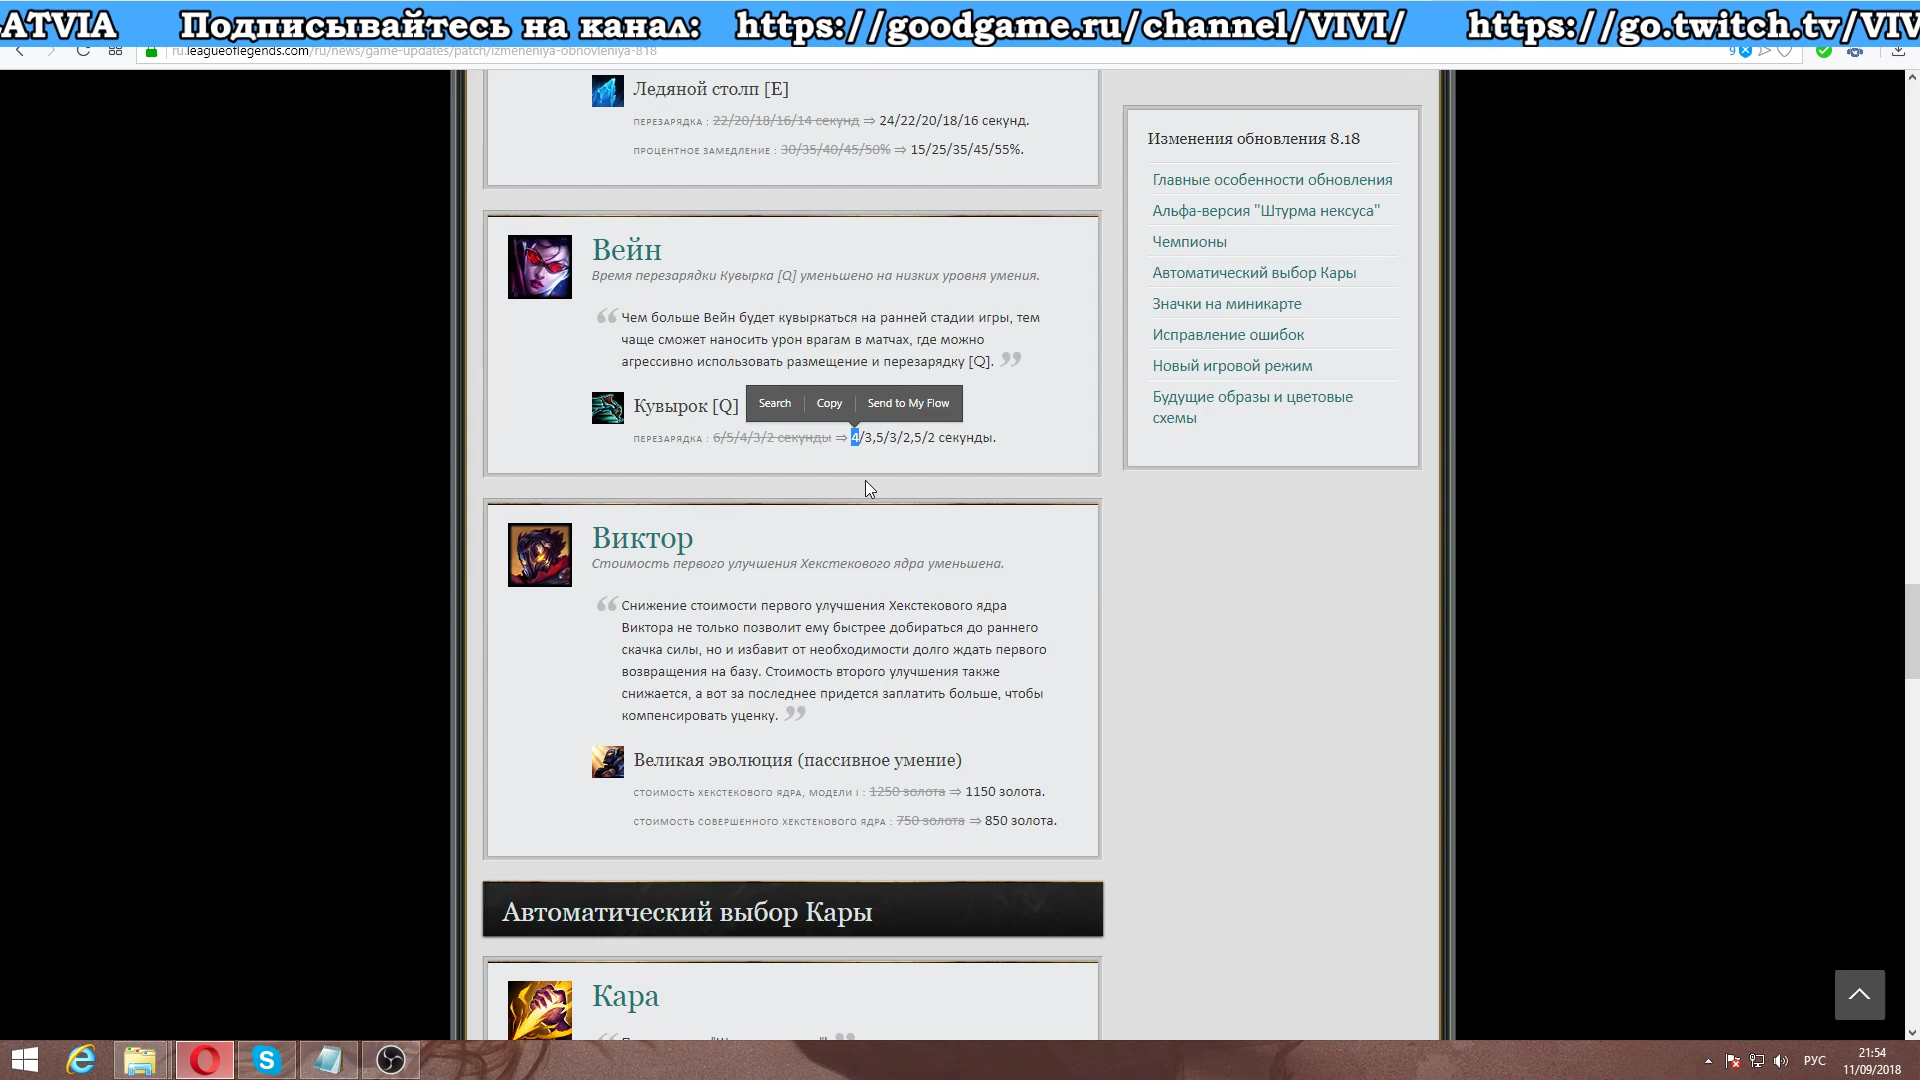 ATVIA Подписывайтесь на канал: https://goodgame.ru/channel/VIVI/ https://go.twitch.tv/VIV
ru.leagueoflegends.com/ru/news/game-updates/patch/izmeneniya-obnovleniya-818
9
Ледяной столп [E]
ПЕРЕЗАРЯДКА : 22/20/18/16/14 секунд ⇒ 24/22/20/18/16 секунд.
ПРОЦЕНТНОЕ ЗАМЕДЛЕНИЕ : 30/35/40/45/50% ⇒ 15/25/35/45/55%.
Вейн
Время перезарядки Кувырка [Q] уменьшено на низких уровня умения.
“ Чем больше Вейн будет кувыркаться на ранней стадии игры, тем
чаще сможет наносить урон врагам в матчах, где можно
агрессивно использовать размещение и перезарядку [Q]. ”
Кувырок [Q]
Search Copy Send to My Flow
ПЕРЕЗАРЯДКА : 6/5/4/3/2 секунды ⇒ 4/3,5/3/2,5/2 секунды.
Виктор
Стоимость первого улучшения Хекстекового ядра уменьшена.
“ Снижение стоимости первого улучшения Хекстекового ядра
Виктора не только позволит ему быстрее добираться до раннего
скачка силы, но и избавит от необходимости долго ждать первого
возвращения на базу. Стоимость второго улучшения также
снижается, а вот за последнее придется заплатить больше, чтобы
компенсировать уценку. ”
Великая эволюция (пассивное умение)
СТОИМОСТЬ ХЕКСТЕКОВОГО ЯДРА, МОДЕЛИ I : 1250 золота ⇒ 1150 золота.
СТОИМОСТЬ СОВЕРШЕННОГО ХЕКСТЕКОВОГО ЯДРА : 750 золота ⇒ 850 золота.
Автоматический выбор Кары
Кара
Изменения обновления 8.18
Главные особенности обновления
Альфа-версия "Штурма нексуса"
Чемпионы
Автоматический выбор Кары
Значки на миникарте
Исправление ошибок
Новый игровой режим
Будущие образы и цветовые
схемы
РУС
21:54
11/09/2018